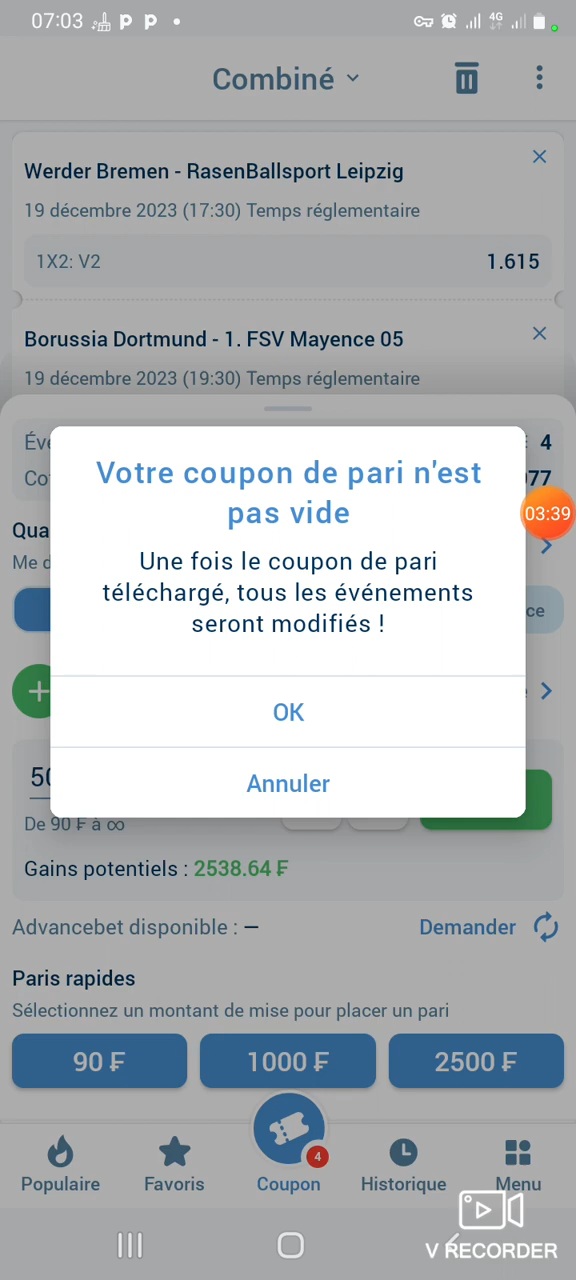 07:03
4G
Combiné
Werder Bremen - RasenBallsport Leipzig
19 décembre 2023 (17:30) Temps réglementaire
1X2: V2 1.615
Borussia Dortmund - 1. FSV Mayence 05
19 décembre 2023 (19:30) Temps réglementaire
4
77
Votre coupon de pari n'est
pas vide
03:39
Une fois le coupon de pari
téléchargé, tous les événements
seront modifiés !
OK
Annuler
De 90 ₣ à ∞
Gains potentiels : 2538.64 ₣
Advancebet disponible : — Demander
Paris rapides
Sélectionnez un montant de mise pour placer un pari
90 ₣ 1000 ₣ 2500 ₣
4
Populaire Favoris Coupon Historique Menu
V RECORDER